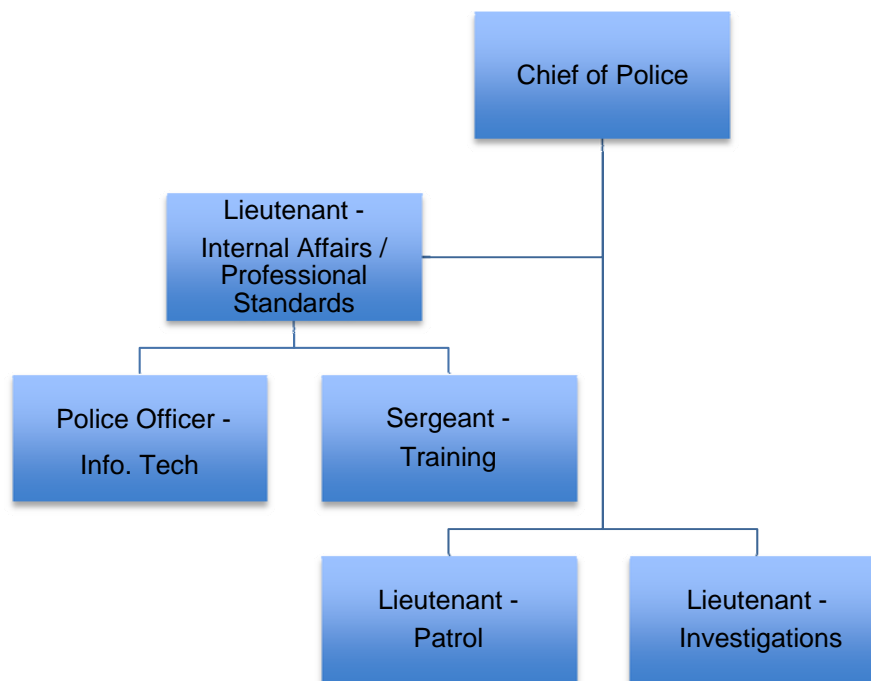 Chief of Police
Lieutenant -
Internal Affairs /
Professional
Standards
Police Officer -
Info. Tech
Sergeant -
Training
Lieutenant -
Patrol
Lieutenant -
Investigations